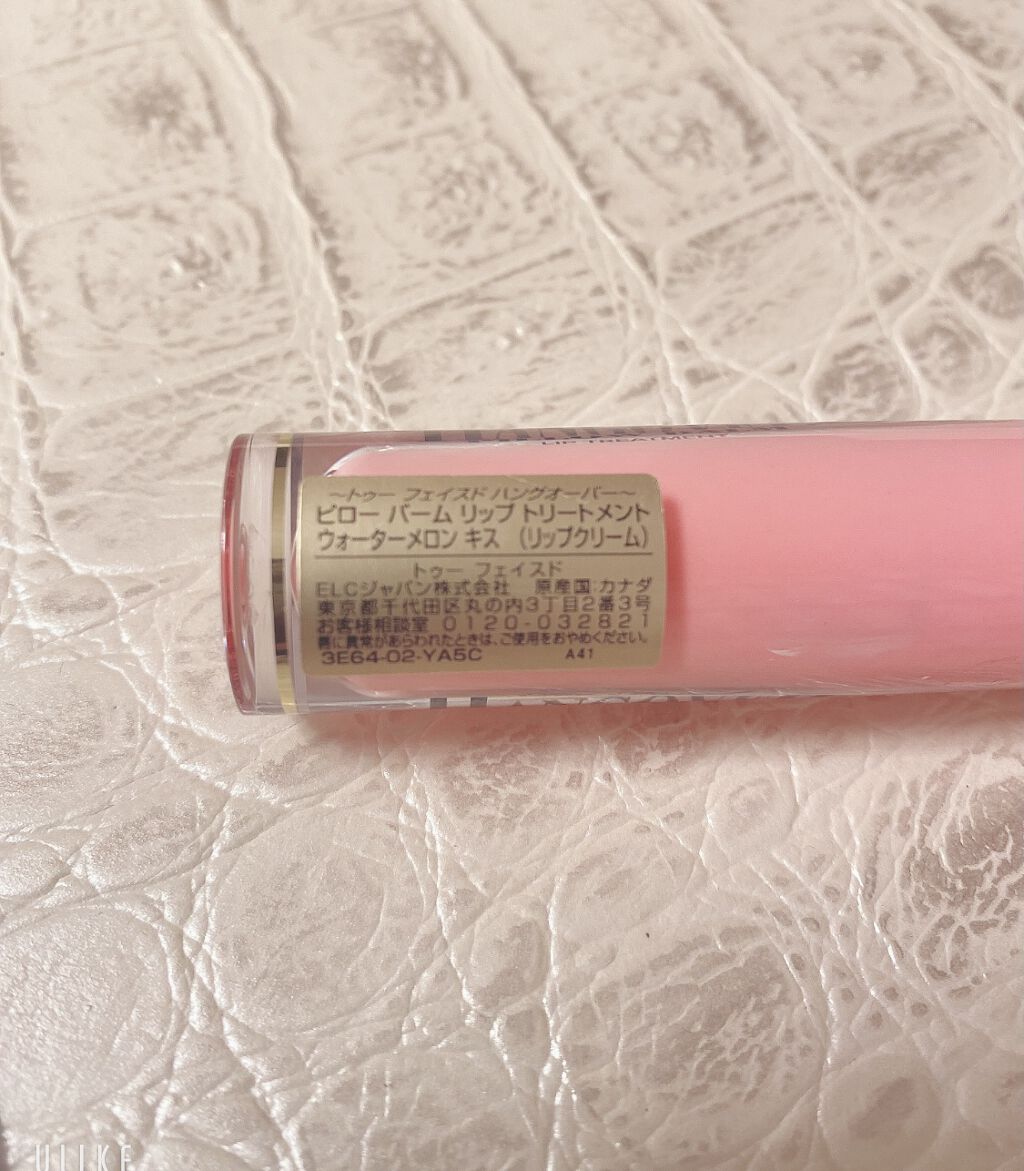 LIP TREATMENT
～トゥー フェイスド ハングオーバー～
ピロー バーム リップ トリートメント
ウォーターメロン キス （リップクリーム）
トゥー フェイスド
ELCジャパン株式会社 原産国:カナダ
東京都千代田区丸の内3丁目2番3号
お客様相談室 0120-032821
唇に異常があらわれたときは、ご使用をおやめください。
3E64-02-YA5C A41
ULIKE